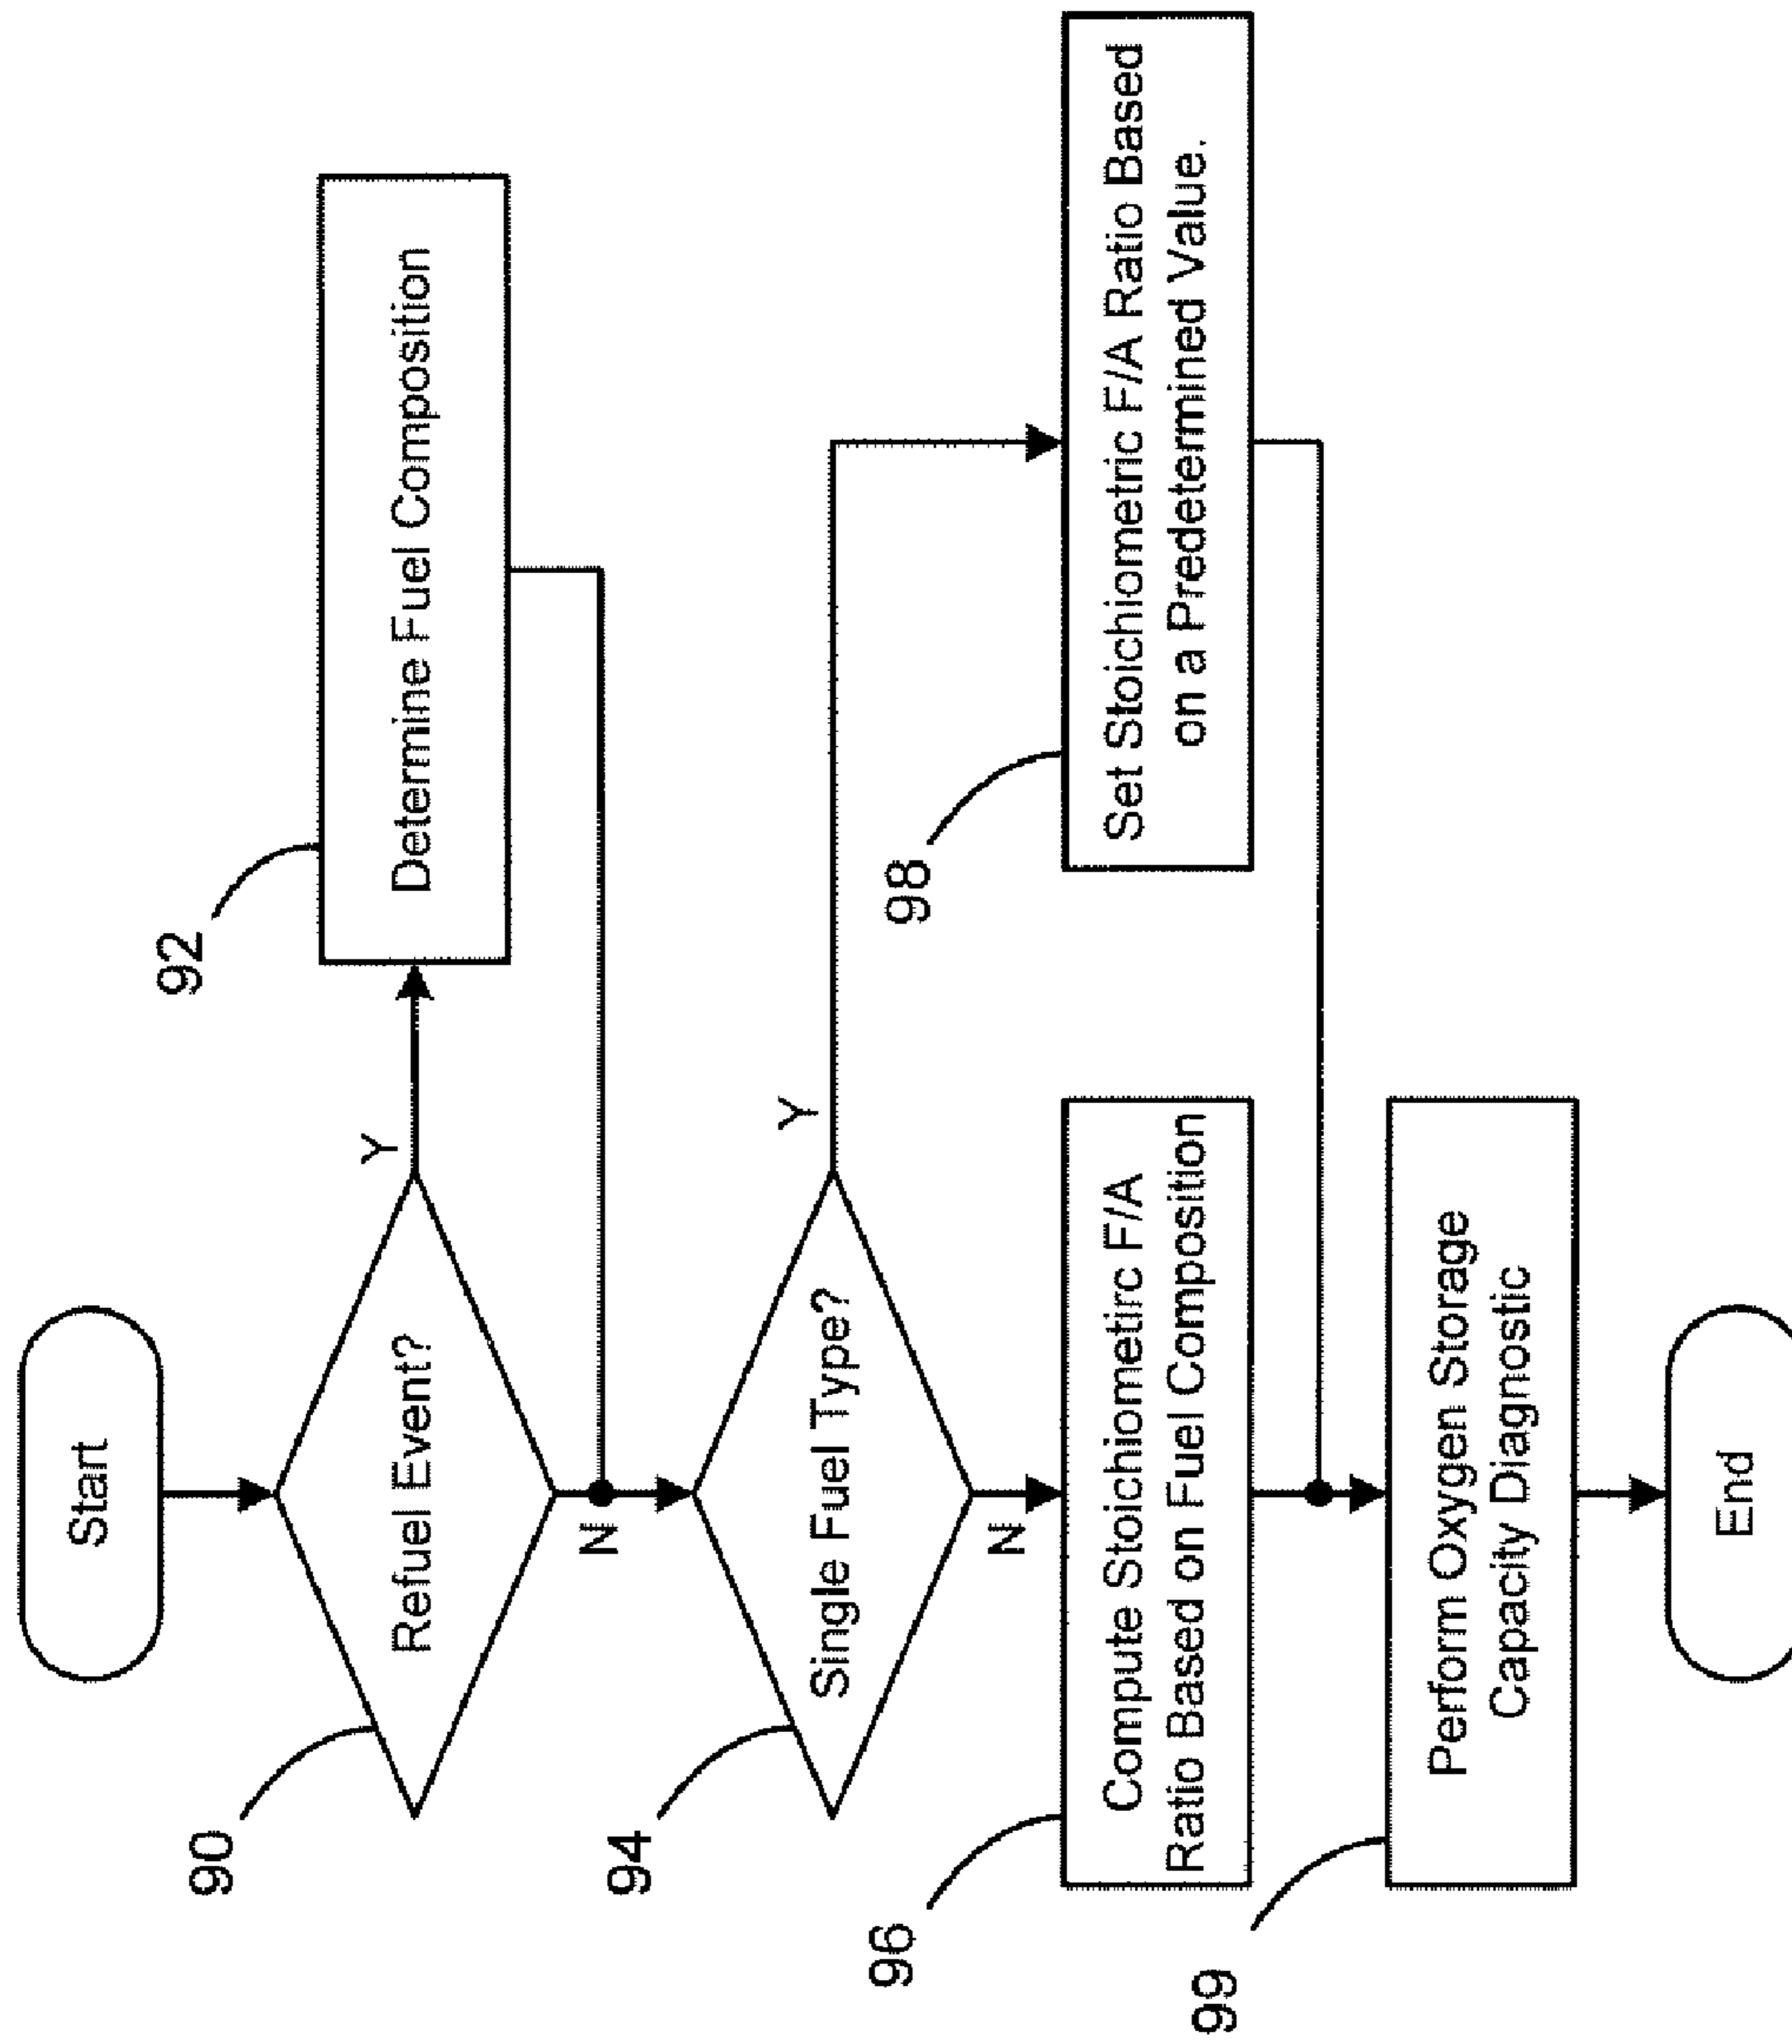 Start
90
Refuel Event?
Y
92
Determine Fuel Composition
N
94
Single Fuel Type?
Y
N
96
Compute Stoichiometirc F/A
Ratio Based on Fuel Composition
98
Set Stoichiometric F/A Ratio Based
on a Predetermined Value.
99
Perform Oxygen Storage
Capacity Diagnostic
End